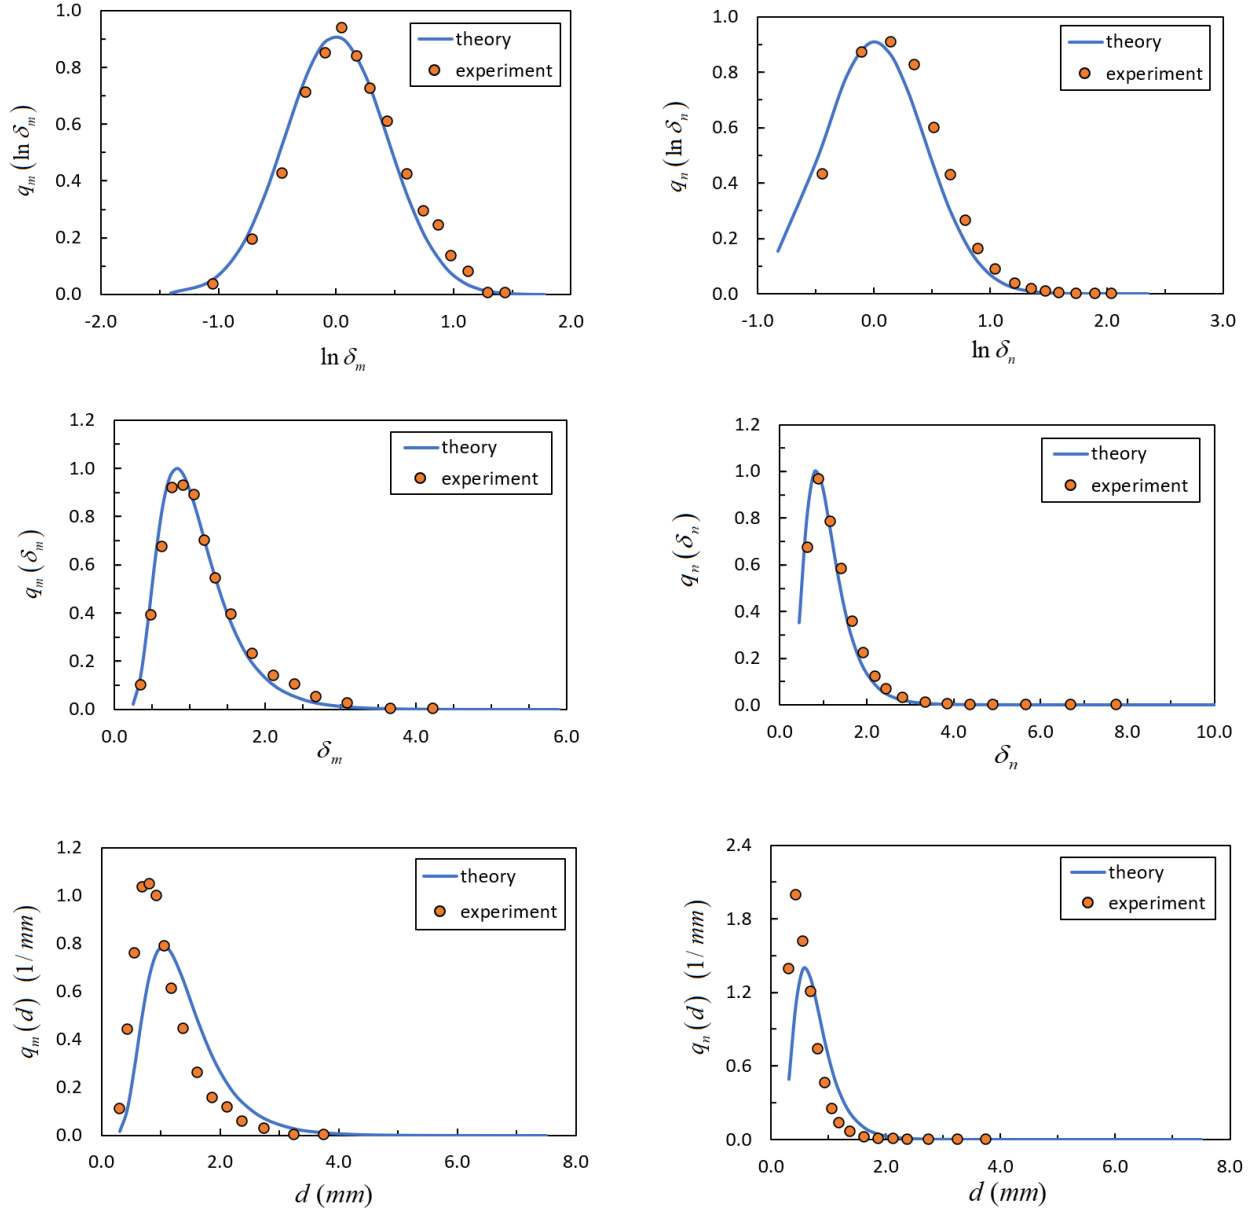 1.0
0.8
0.6
0.4
0.2
0.0
-2.0 -1.0 0.0 1.0 2.0
q_m (ln δ_m)
ln δ_m
theory
experiment
1.0
0.8
0.6
0.4
0.2
0.0
-1.0 0.0 1.0 2.0 3.0
q_n (ln δ_n)
ln δ_n
theory
experiment
1.2
1.0
0.8
0.6
0.4
0.2
0.0
0.0 2.0 4.0 6.0
q_m (δ_m)
δ_m
theory
experiment
1.2
1.0
0.8
0.6
0.4
0.2
0.0
0.0 2.0 4.0 6.0 8.0 10.0
q_n (δ_n)
δ_n
theory
experiment
1.2
1.0
0.8
0.6
0.4
0.2
0.0
0.0 2.0 4.0 6.0 8.0
q_m (d) (1/mm)
d (mm)
theory
experiment
2.4
1.8
1.2
0.6
0.0
0.0 2.0 4.0 6.0 8.0
q_n (d) (1/mm)
d (mm)
theory
experiment